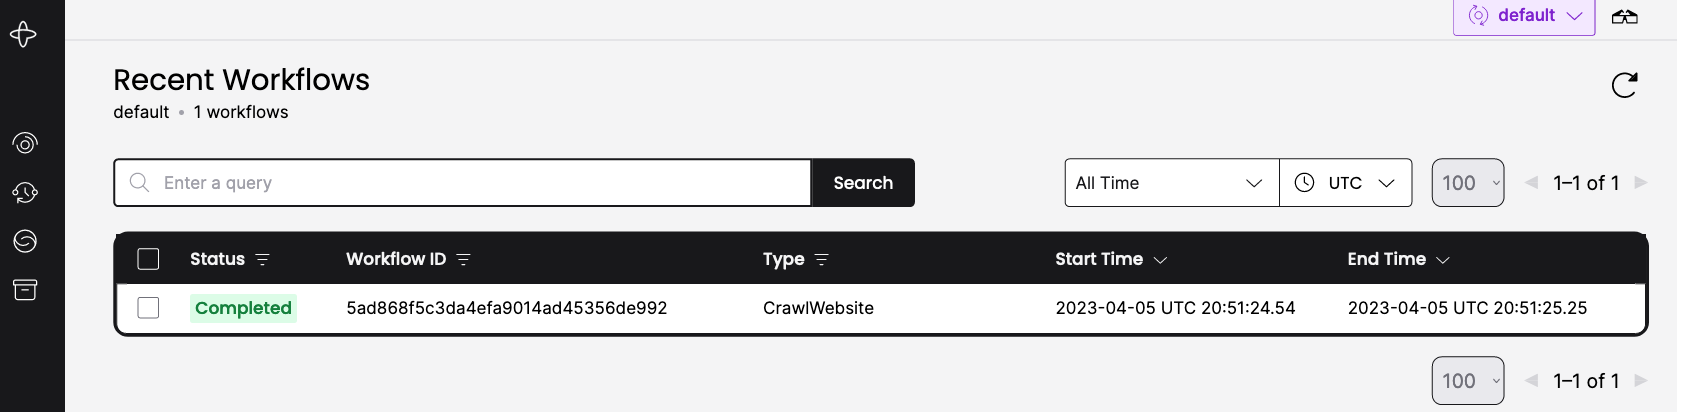 default
Recent Workflows
default • 1 workflows
Enter a query Search All Time UTC 100 1–1 of 1
Status Workflow ID Type Start Time End Time
Completed 5ad868f5c3da4efa9014ad45356de992 CrawlWebsite 2023-04-05 UTC 20:51:24.54 2023-04-05 UTC 20:51:25.25
100 1–1 of 1